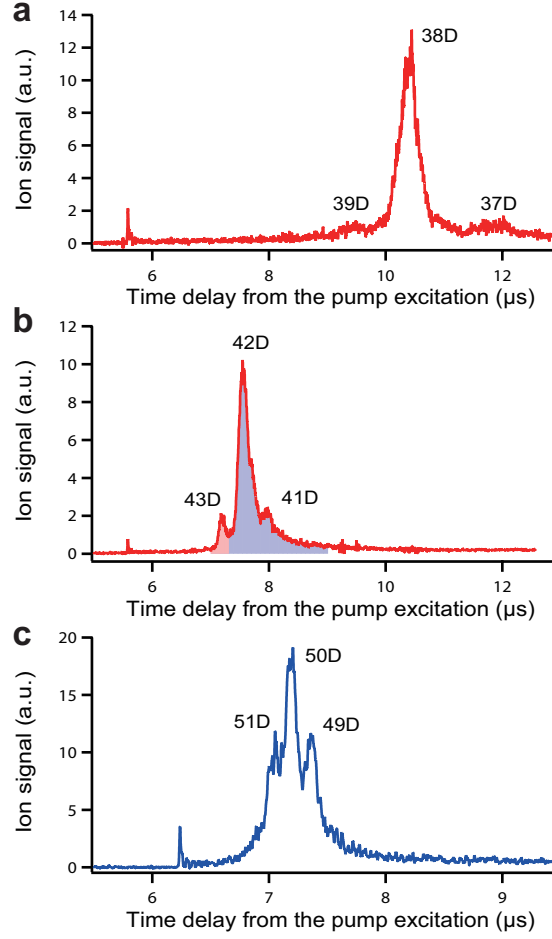 a
14
12
10
8
6
4
2
0
Ion signal (a.u.)
38D
39D
37D
6 8 10 12
Time delay from the pump excitation (μs)
b
12
10
8
6
4
2
0
Ion signal (a.u.)
42D
43D
41D
6 8 10 12
Time delay from the pump excitation (μs)
c
20
15
10
5
0
Ion signal (a.u.)
50D
51D
49D
6 7 8 9
Time delay from the pump excitation (μs)